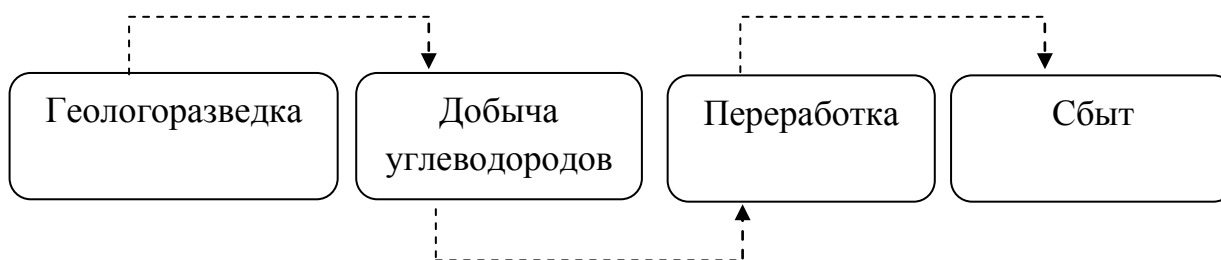 Геологоразведка
Добыча
углеводородов
Переработка
Сбыт